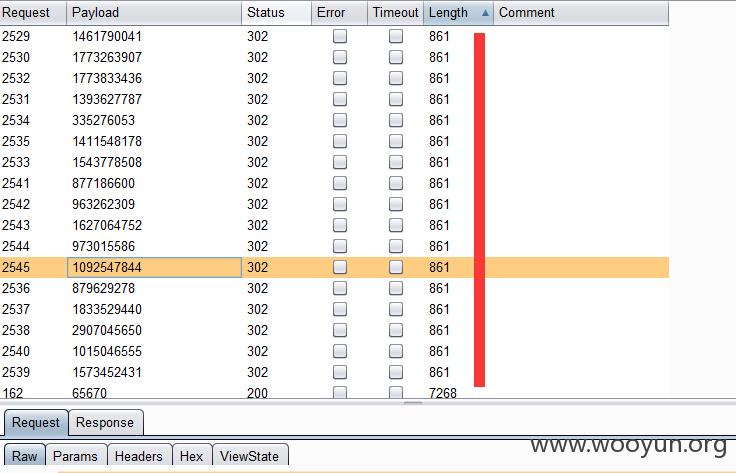 Request Payload Status Error Timeout Length Comment
2529 1461790041 302 861
2530 1773263907 302 861
2532 1773833436 302 861
2531 1393627787 302 861
2534 335276053 302 861
2535 1411548178 302 861
2533 1543778508 302 861
2541 877186600 302 861
2542 963262309 302 861
2543 1627064752 302 861
2544 973015586 302 861
2545 1092547844 302 861
2536 879629278 302 861
2537 1833529440 302 861
2538 2907045650 302 861
2540 1015046555 302 861
2539 1573452431 302 861
162 65670 200 7268
Request Response
www.wooyun.org
Raw Params Headers Hex ViewState